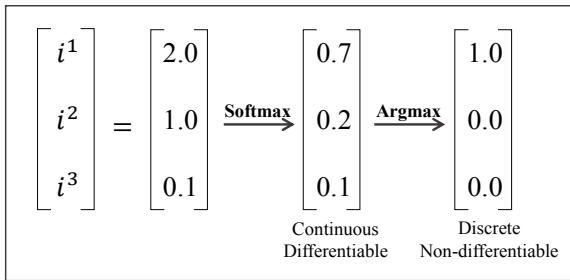 i¹ 2.0 0.7 1.0
Softmax Argmax
i² = 1.0 0.2 0.0
i³ 0.1 0.1 0.0
Continuous Discrete
Differentiable Non-differentiable